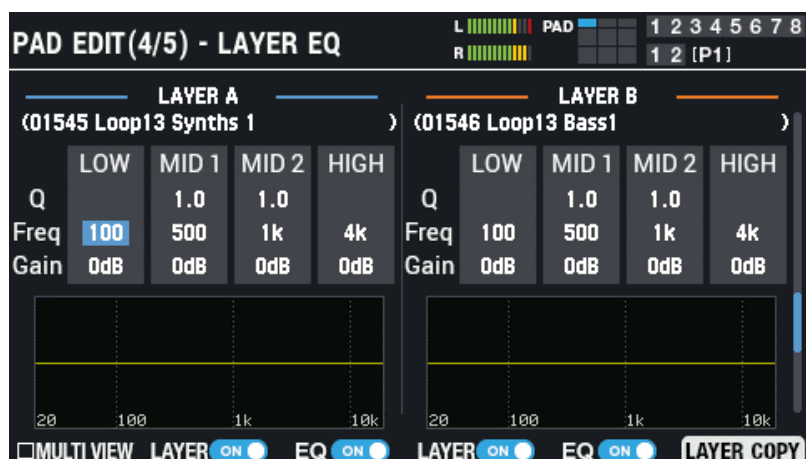 PAD EDIT(4/5) - LAYER EQ
L
R
PAD
1 2 3 4 5 6 7 8
1 2 [P1]
LAYER A
(01545 Loop13 Synths 1 )
LOW MID 1 MID 2 HIGH
Q 1.0 1.0
Freq 100 500 1k 4k
Gain 0dB 0dB 0dB 0dB
20 100 1k 10k
LAYER B
(01546 Loop13 Bass1 )
LOW MID 1 MID 2 HIGH
Q 1.0 1.0
Freq 100 500 1k 4k
Gain 0dB 0dB 0dB 0dB
20 100 1k 10k
MULTI VIEW LAYER ON EQ ON LAYER ON EQ ON LAYER COPY